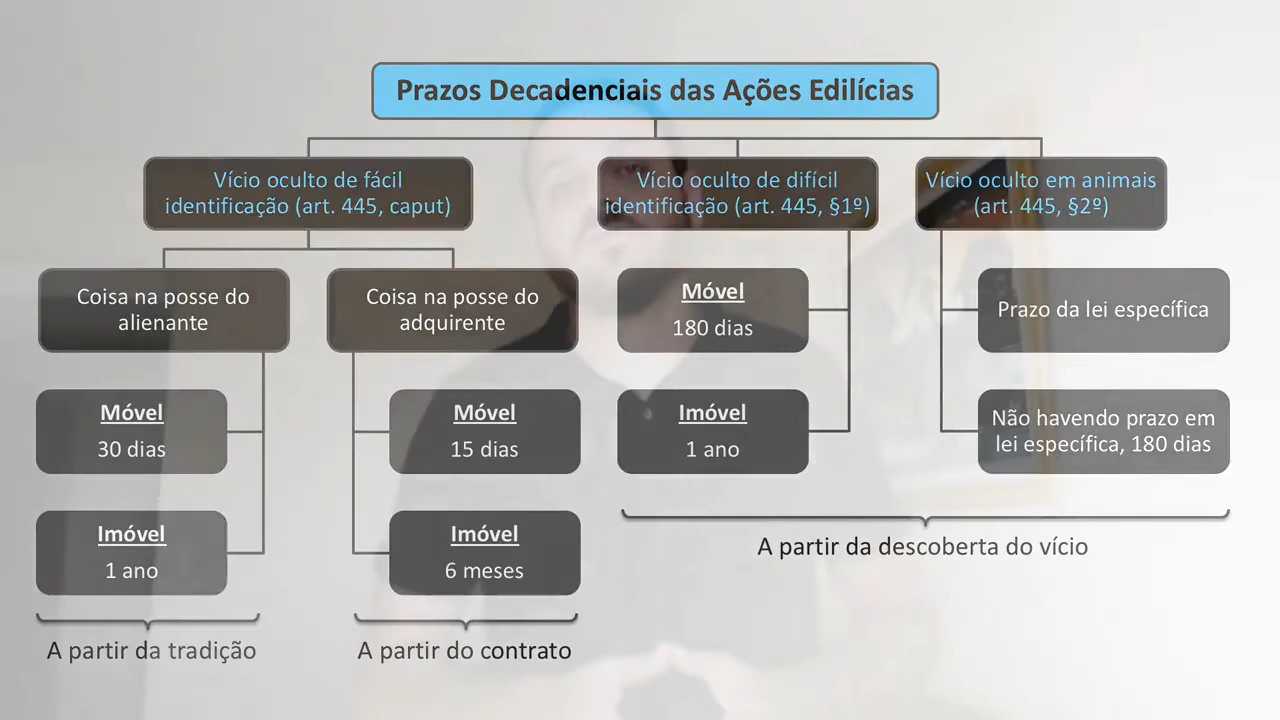 Prazos Decadenciais das Ações Edilícias
Vício oculto de fácil
identificação (art. 445, caput)
Vício oculto de difícil
identificação (art. 445, §1º)
Vício oculto em animais
(art. 445, §2º)
Coisa na posse do
alienante
Coisa na posse do
adquirente
Móvel
180 dias
Prazo da lei específica
Móvel
30 dias
Móvel
15 dias
Imóvel
1 ano
Não havendo prazo em
lei específica, 180 dias
Imóvel
1 ano
Imóvel
6 meses
A partir da descoberta do vício
A partir da tradição
A partir do contrato